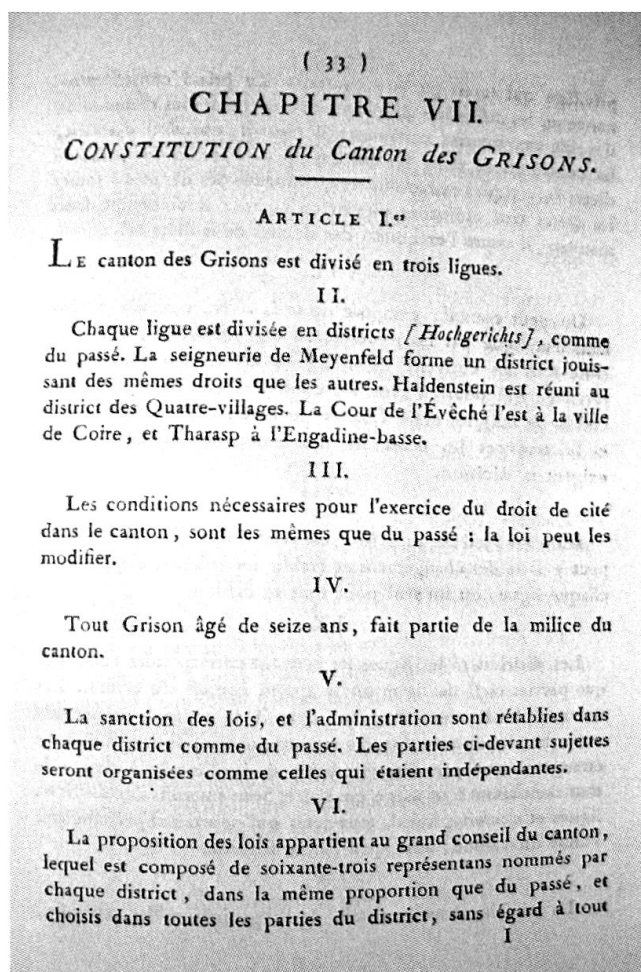 ( 33 )
CHAPITRE VII.
CONSTITUTION du Canton des GRISONS.
ARTICLE I.er
LE canton des Grisons est divisé en trois ligues.
II.
Chaque ligue est divisée en districts [Hochgerichts], comme
du passé. La seigneurie de Meyenfeld forme un district jouis-
sant des mêmes droits que les autres. Haldenstein est réuni au
district des Quatre-villages. La Cour de l'Évêché l'est à la ville
de Coire, et Tharasp à l'Engadine-basse.
III.
Les conditions nécessaires pour l'exercice du droit de cité
dans le canton, sont les mêmes que du passé : la loi peut les
modifier.
IV.
Tout Grison âgé de seize ans, fait partie de la milice du
canton.
V.
La sanction des lois, et l'administration sont rétablies dans
chaque district comme du passé. Les parties ci-devant sujettes
seront organisées comme celles qui étaient indépendantes.
VI.
La proposition des lois appartient au grand conseil du canton,
lequel est composé de soixante-trois représentans nommés par
chaque district, dans la même proportion que du passé, et
choisis dans toutes les parties du district, sans égard à tout
I